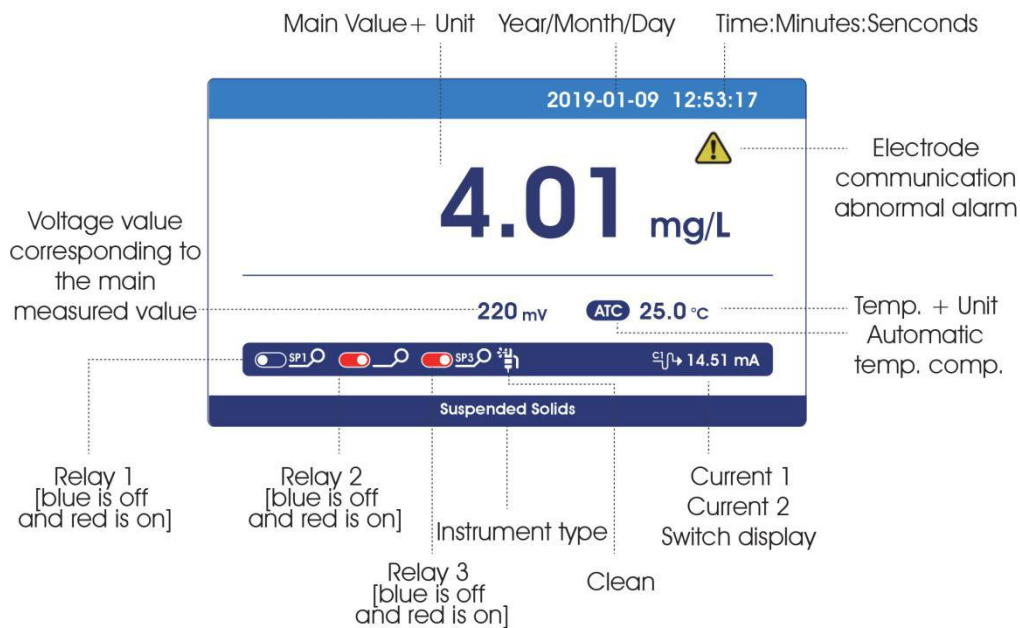 Main Value+ Unit
Year/Month/Day
Time:Minutes:Senconds
2019-01-09 12:53:17
4.01 mg/L
Electrode
communication
abnormal alarm
Voltage value
corresponding to
the main
measured value
220 mV
ATC 25.0 °C
Temp. + Unit
Automatic
temp. comp.
SP1
SP3
C1
14.51 mA
Suspended Solids
Relay 1
[blue is off
and red is on]
Relay 2
[blue is off
and red is on]
Instrument type
Relay 3
[blue is off
and red is on]
Clean
Current 1
Current 2
Switch display